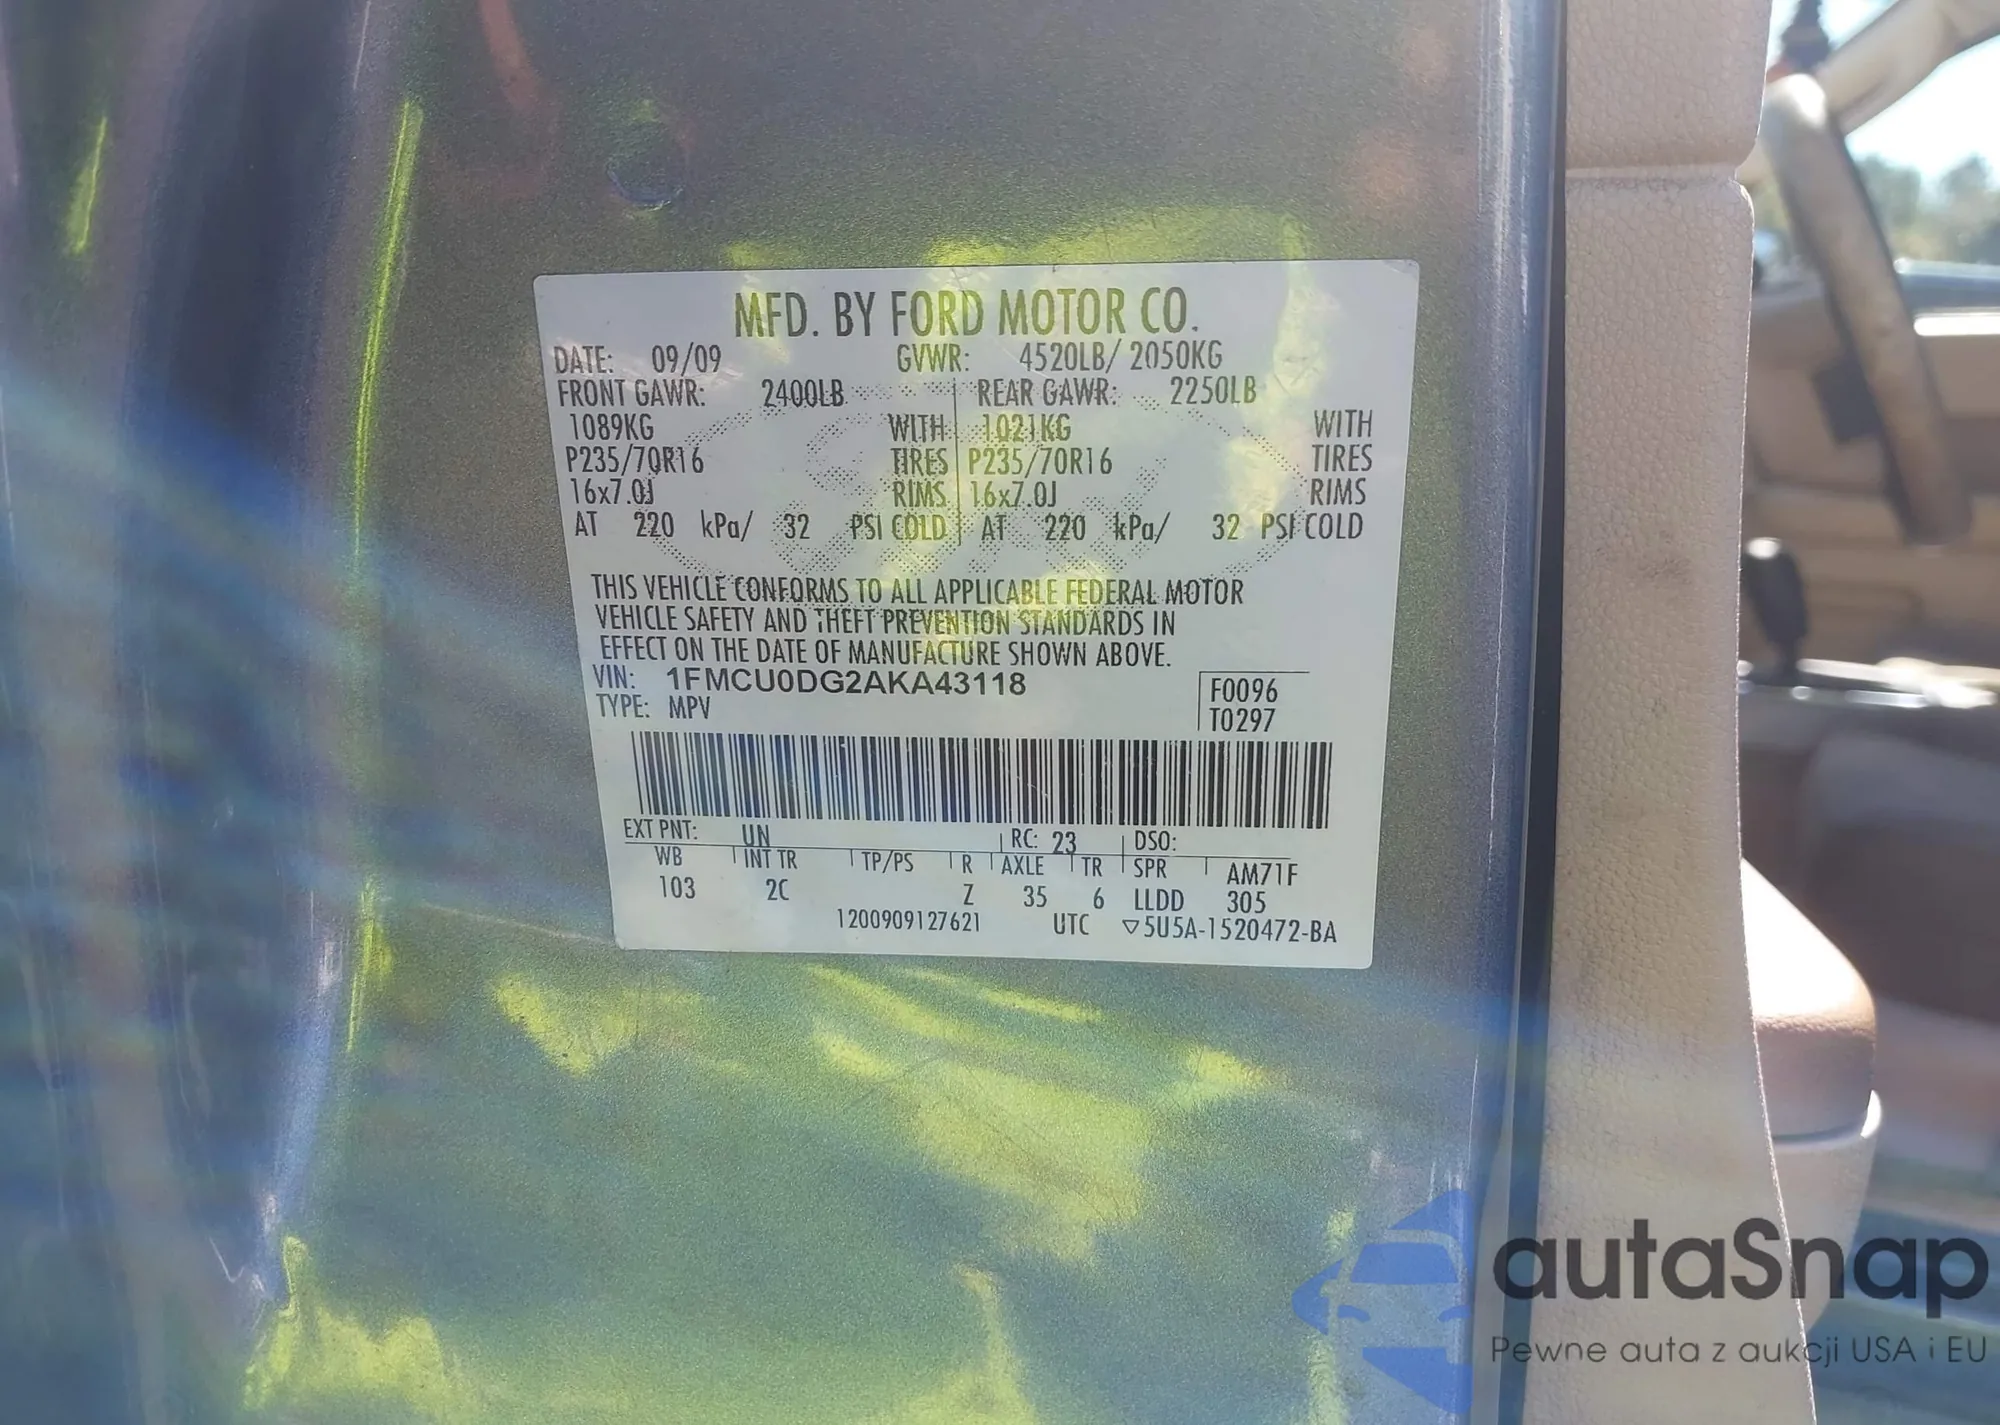 MFD. BY FORD MOTOR CO.
DATE: 09/09 GVWR: 4520LB/ 2050KG
FRONT GAWR: 2400LB REAR GAWR: 2250LB
1089KG WITH 1021KG WITH
P235/70R16 TIRES P235/70R16 TIRES
16x7.0J RIMS 16x7.0J RIMS
AT 220 kPa/ 32 PSI COLD AT 220 kPa/ 32 PSI COLD
THIS VEHICLE CONFORMS TO ALL APPLICABLE FEDERAL MOTOR
VEHICLE SAFETY AND THEFT PREVENTION STANDARDS IN
EFFECT ON THE DATE OF MANUFACTURE SHOWN ABOVE.
VIN: 1FMCU0DG2AKA43118
F0096
TYPE: MPV
T0297
EXT PNT: UN RC: 23 DSO:
WB INT TR TP/PS R AXLE TR SPR AM71F
103 2C Z 35 6 LLDD 305
1200909127621 UTC ▽5U5A-1520472-BA
autaSnap
Pewne auta z aukcji USA i EU